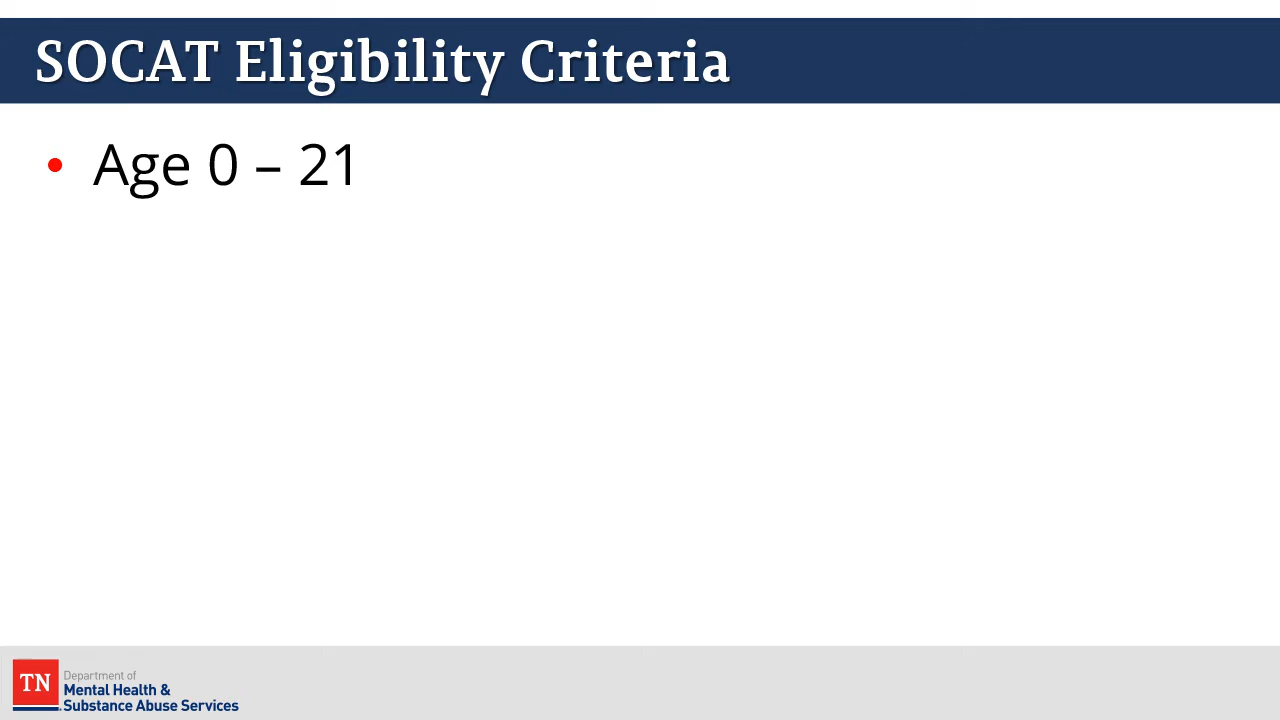 SOCAT Eligibility Criteria
• Age 0 – 21
TN
Department of
Mental Health &
Substance Abuse Services